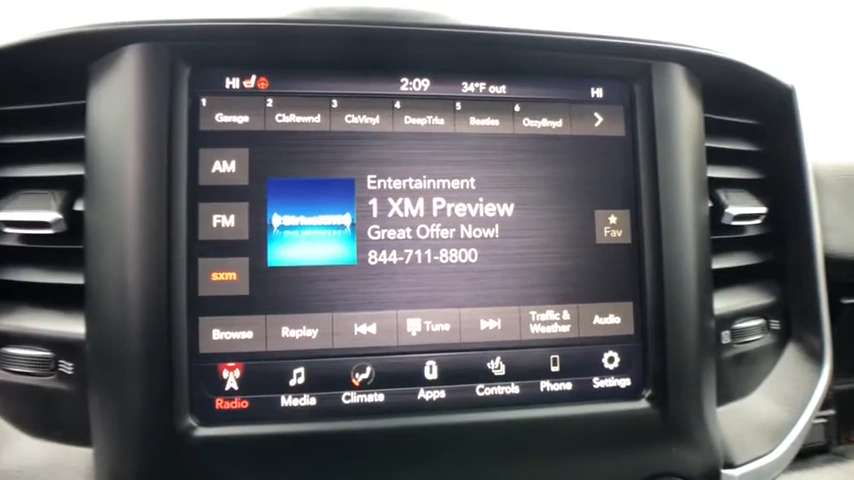 HI 2:09 34°F out HI
1 2 3 4 5 6
Garage ClsRewnd ClsVinyl DeepTrks Beatles OzzyBnyd
AM
FM
sxm
Entertainment
1 XM Preview
Great Offer Now!
844-711-8800
Fav
Browse Replay Tune Traffic & Weather Audio
Radio Media Climate Apps Controls Phone Settings